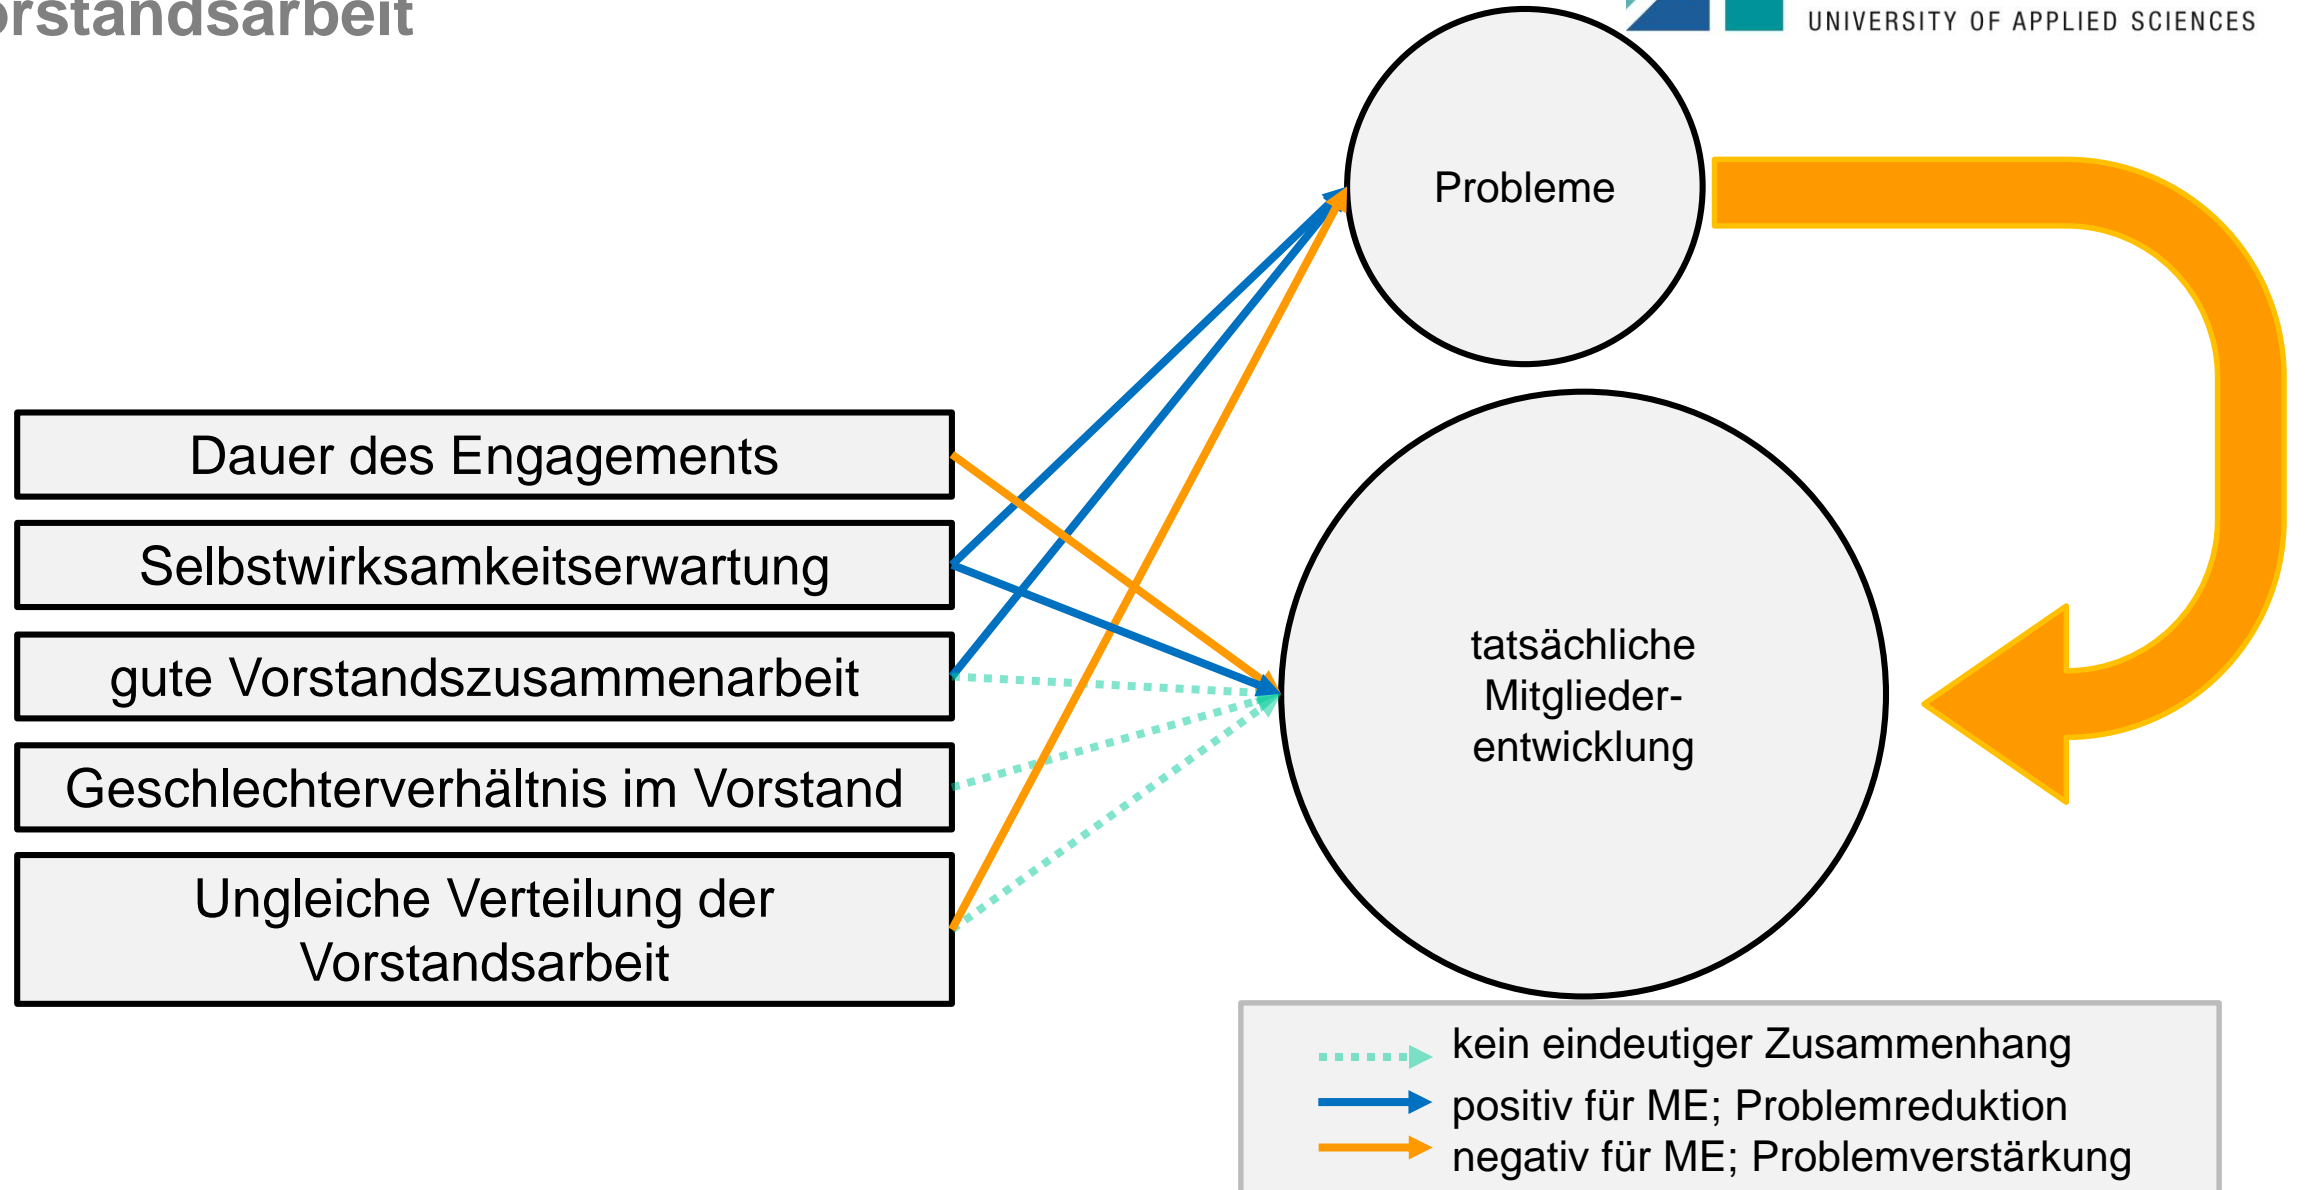 orstandsarbeit
UNIVERSITY OF APPLIED SCIENCES
Probleme
Dauer des Engagements
Selbstwirksamkeitserwartung
gute Vorstandszusammenarbeit
Geschlechterverhältnis im Vorstand
Ungleiche Verteilung der
Vorstandsarbeit
tatsächliche
Mitglieder-
entwicklung
kein eindeutiger Zusammenhang
positiv für ME; Problemreduktion
negativ für ME; Problemverstärkung